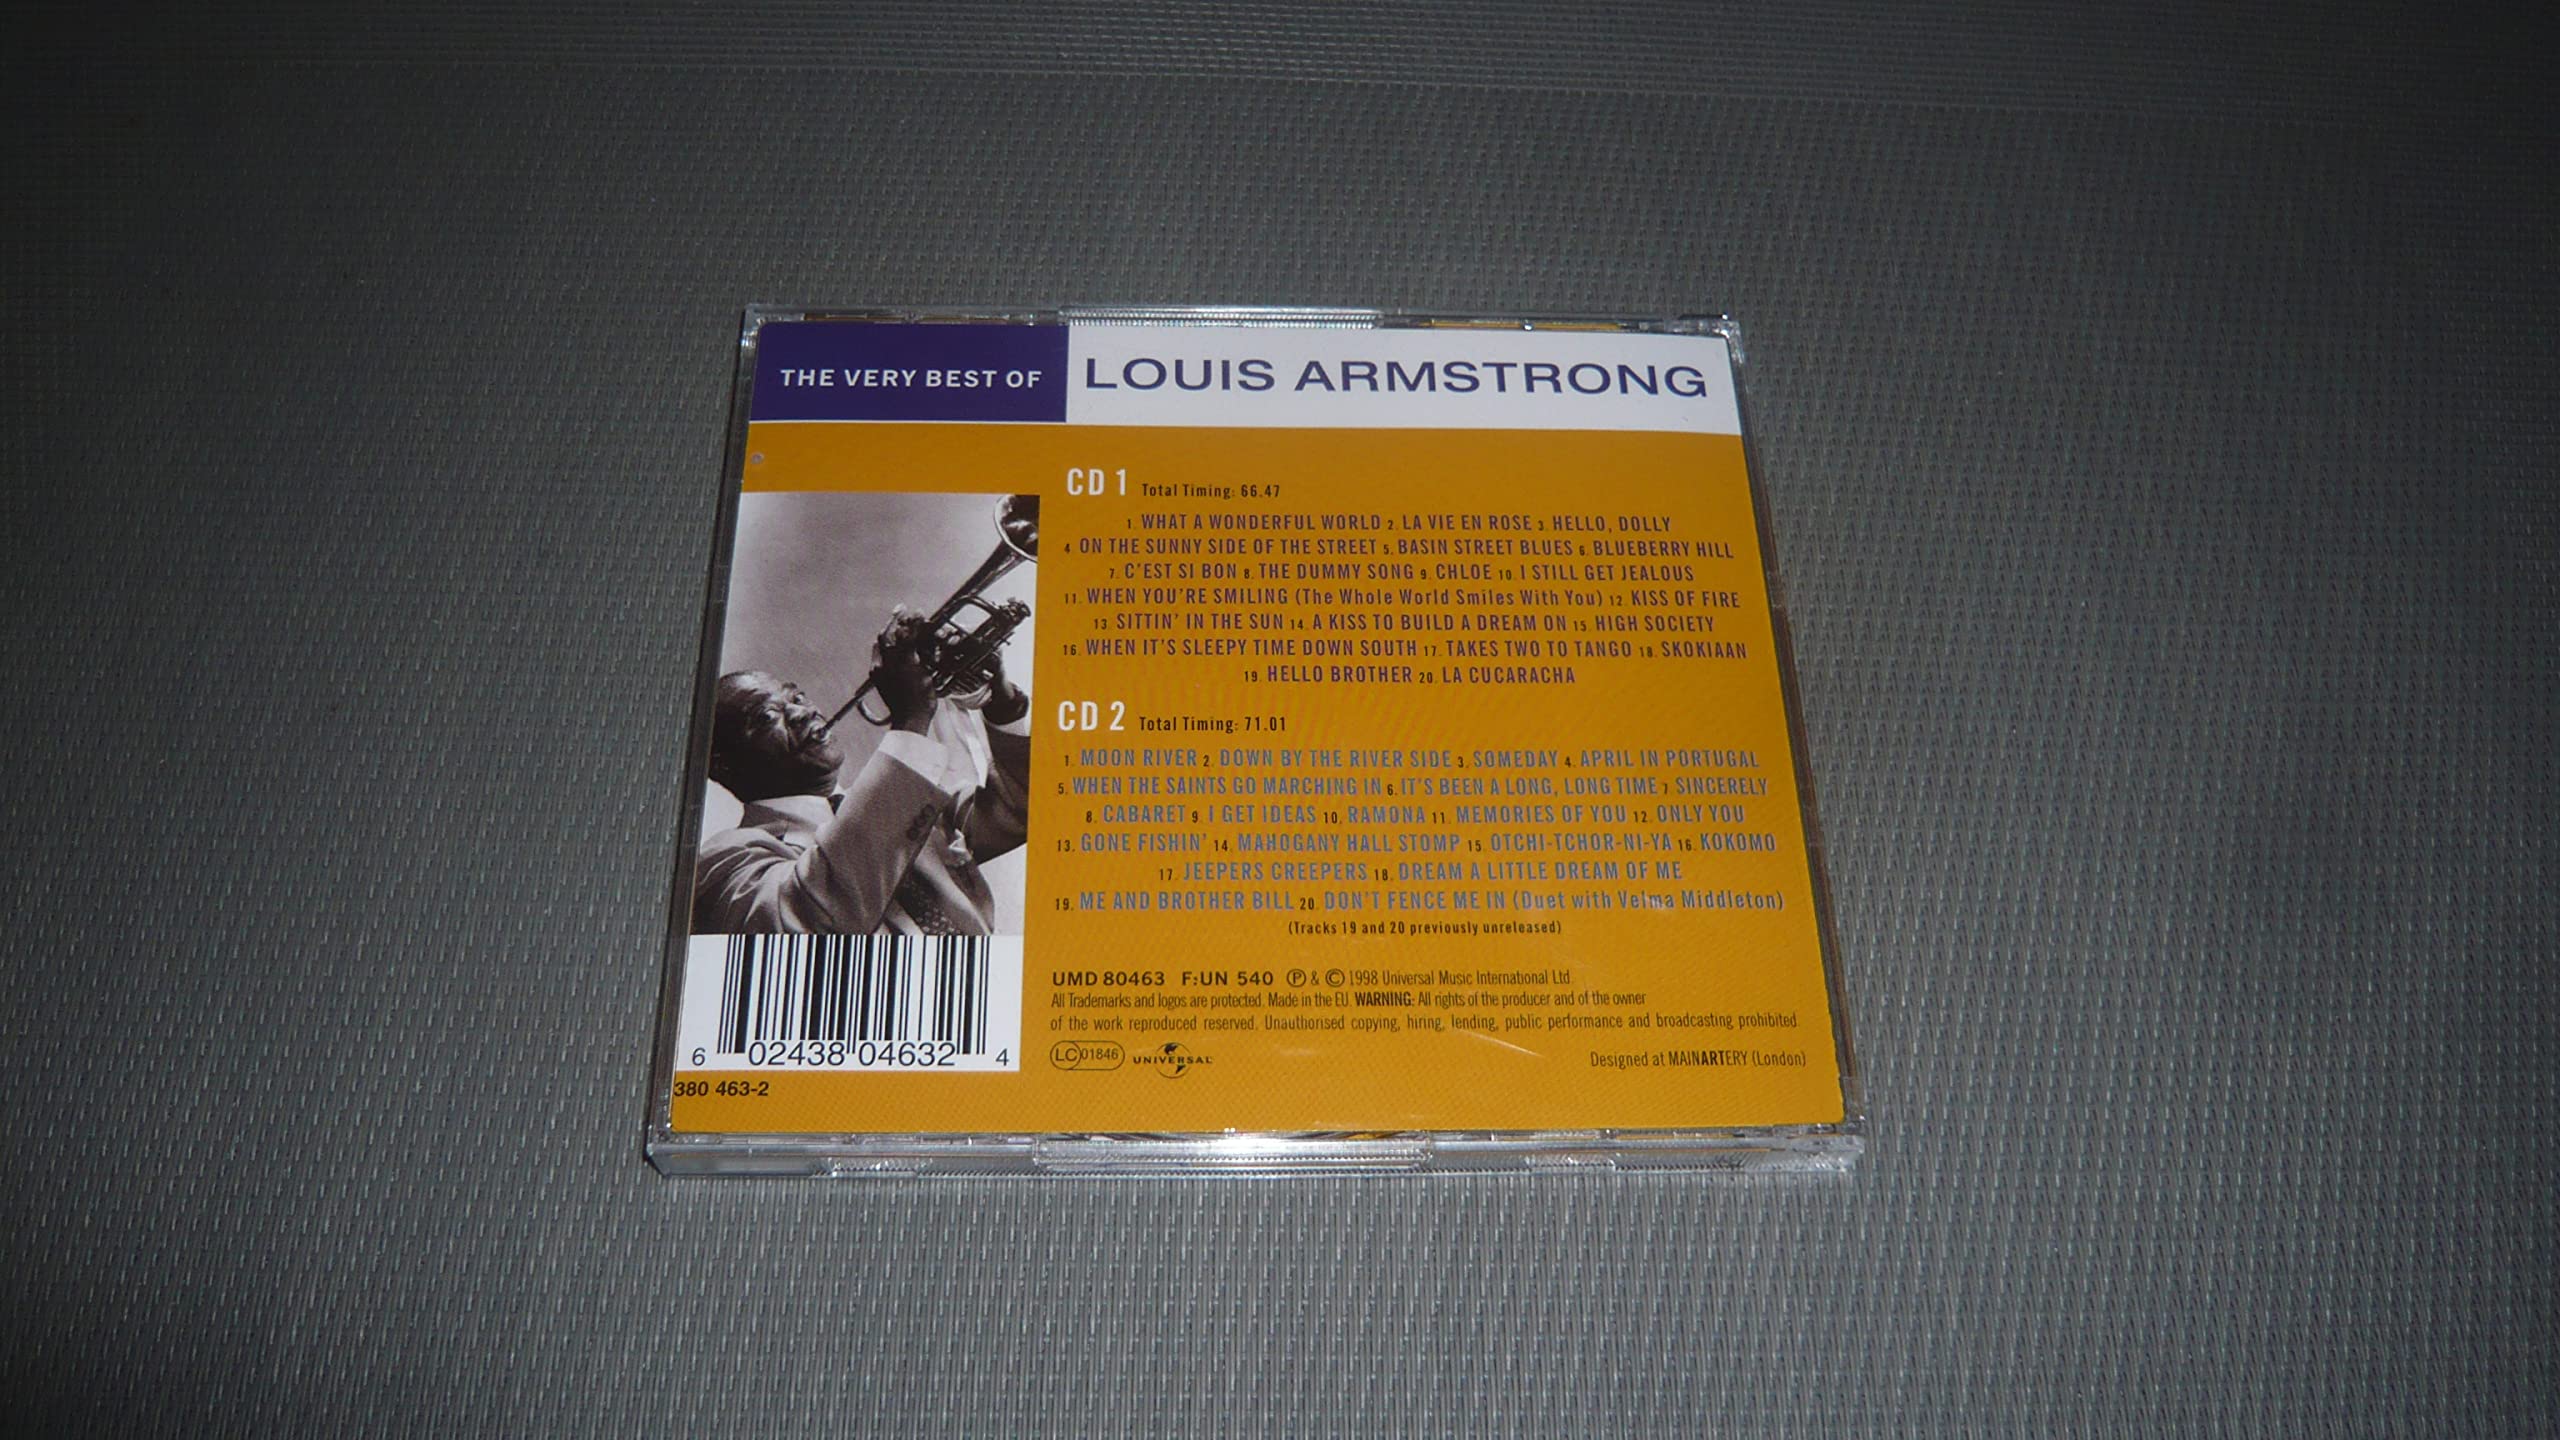 THE VERY BEST OF LOUIS ARMSTRONG
CD 1 Total Timing: 66.47
1. WHAT A WONDERFUL WORLD 2. LA VIE EN ROSE 3. HELLO, DOLLY
4. ON THE SUNNY SIDE OF THE STREET 5. BASIN STREET BLUES 6. BLUEBERRY HILL
7. C'EST SI BON 8. THE DUMMY SONG 9. CHLOE 10. I STILL GET JEALOUS
11. WHEN YOU'RE SMILING (The Whole World Smiles With You) 12. KISS OF FIRE
13. SITTIN' IN THE SUN 14. A KISS TO BUILD A DREAM ON 15. HIGH SOCIETY
16. WHEN IT'S SLEEPY TIME DOWN SOUTH 17. TAKES TWO TO TANGO 18. SKOKIAAN
19. HELLO BROTHER 20. LA CUCARACHA
CD 2 Total Timing: 71.01
1. MOON RIVER 2. DOWN BY THE RIVER SIDE 3. SOMEDAY 4. APRIL IN PORTUGAL
5. WHEN THE SAINTS GO MARCHING IN 6. IT'S BEEN A LONG, LONG TIME 7. SINCERELY
8. CABARET 9. I GET IDEAS 10. RAMONA 11. MEMORIES OF YOU 12. ONLY YOU
13. GONE FISHIN' 14. MAHOGANY HALL STOMP 15. OTCHI-TCHOR-NI-YA 16. KOKOMO
17. JEEPERS CREEPERS 18. DREAM A LITTLE DREAM OF ME
19. ME AND BROTHER BILL 20. DON'T FENCE ME IN (Duet with Velma Middleton)
(Tracks 19 and 20 previously unreleased)
UMD 80463 F:UN 540 Ⓟ & © 1998 Universal Music International Ltd.
All Trademarks and logos are protected. Made in the EU. WARNING: All rights of the producer and of the owner
of the work reproduced reserved. Unauthorised copying, hiring, lending, public performance and broadcasting prohibited.
LC 01846 UNIVERSAL
Designed at MAINARTERY (London)
6 02438 04632 4
380 463-2